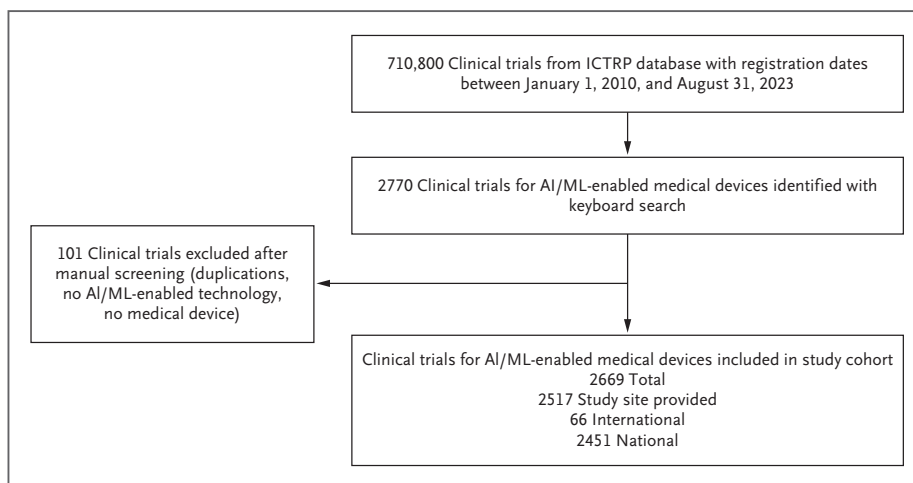 710,800 Clinical trials from ICTRP database with registration dates
between January 1, 2010, and August 31, 2023
2770 Clinical trials for AI/ML-enabled medical devices identified with
keyboard search
101 Clinical trials excluded after
manual screening (duplications,
no Al/ML-enabled technology,
no medical device)
Clinical trials for Al/ML-enabled medical devices included in study cohort
2669 Total
2517 Study site provided
66 International
2451 National